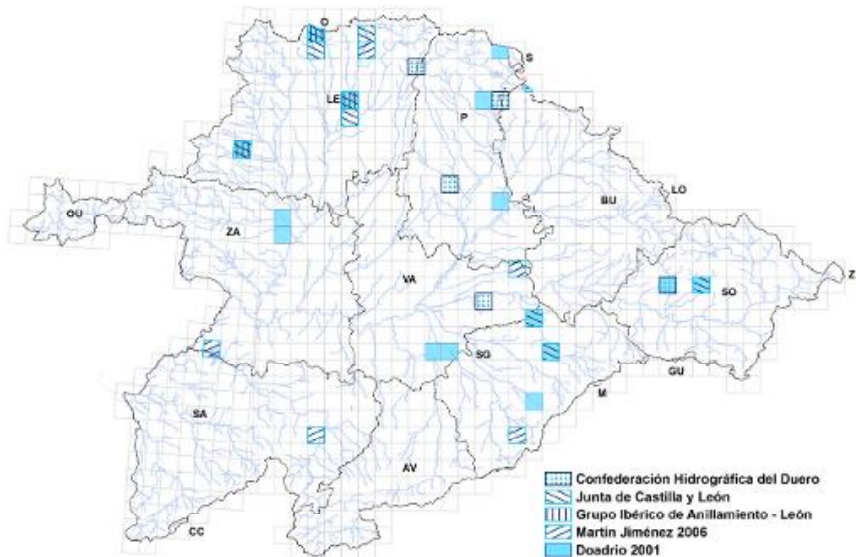 O
S
LE
P
OU
ZA
BU
LO
VA
SO
Z
SG
GU
M
SA
AV
CC
Confederación Hidrográfica del Duero
Junta de Castilla y León
Grupo Ibérico de Anillamiento - León
Martín Jiménez 2006
Doadrio 2001